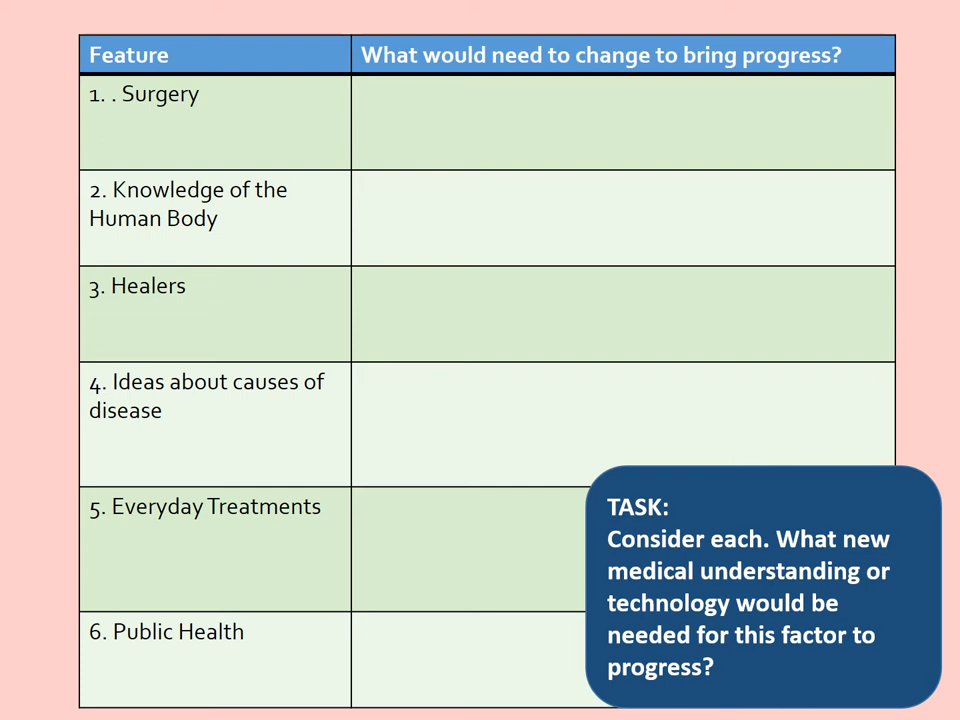 Feature
What would need to change to bring progress?
1. . Surgery
2. Knowledge of the
Human Body
3. Healers
4. Ideas about causes of
disease
5. Everyday Treatments
6. Public Health
TASK:
Consider each. What new
medical understanding or
technology would be
needed for this factor to
progress?